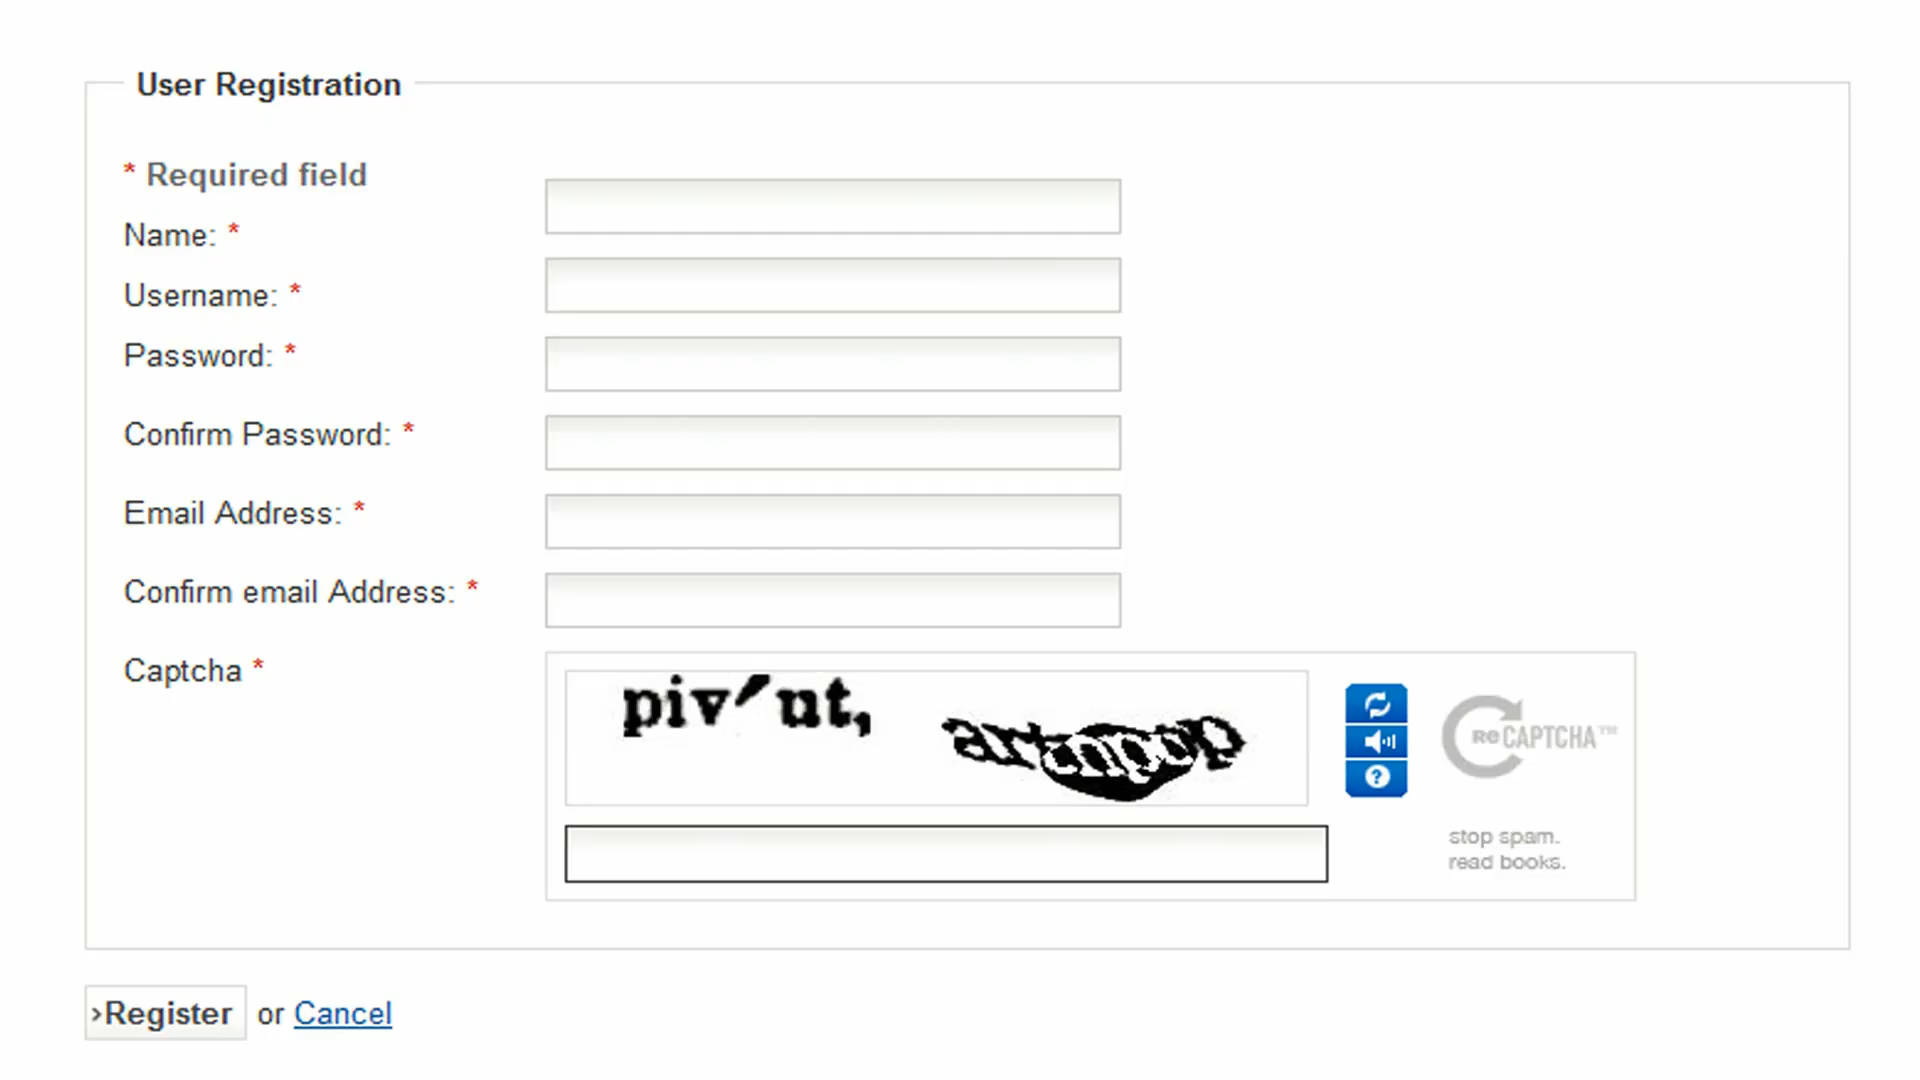 User Registration
* Required field
Name: *
Username: *
Password: *
Confirm Password: *
Email Address: *
Confirm email Address: *
Captcha *
piv′ut,
reCAPTCHA™
stop spam.
read books.
›Register or Cancel